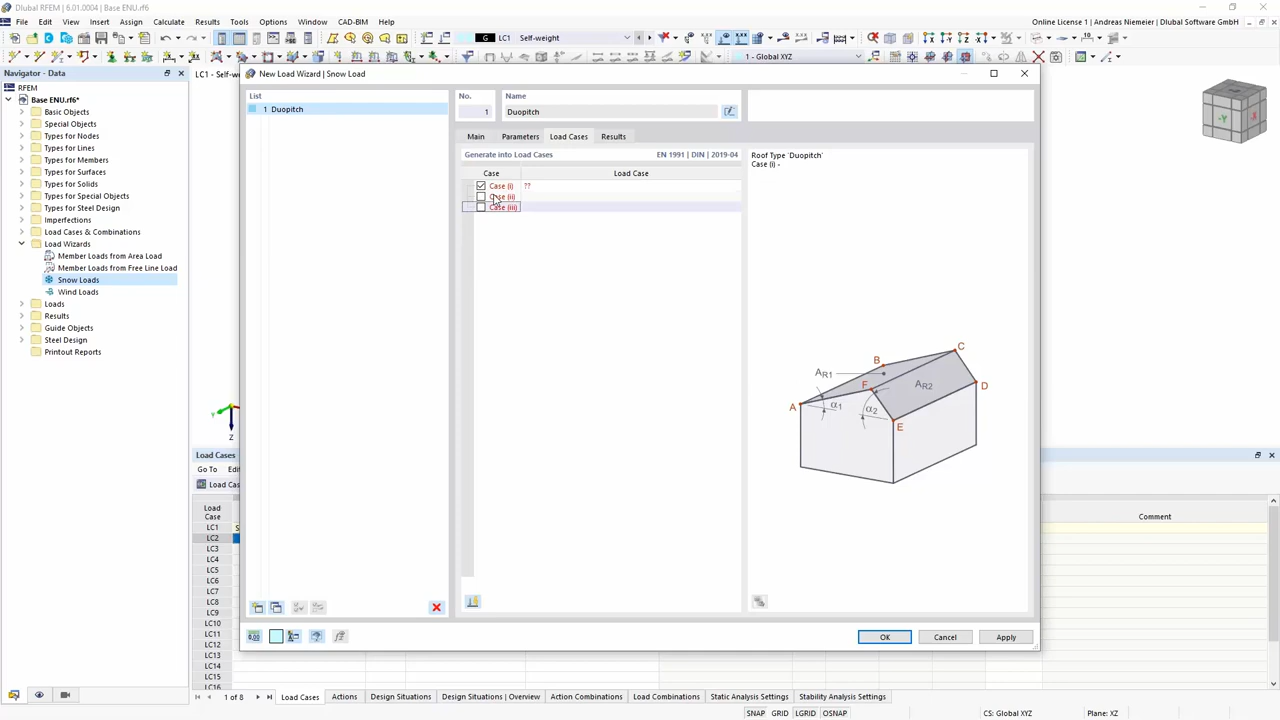 Dlubal RFEM | 6.01.0004 | Base ENU.rf6
File Edit View Insert Assign Calculate Results Tools Options Window CAD-BIM Help
Online License 1 | Andreas Niemeier | Dlubal Software GmbH
G LC1 Self-weight
1 - Global XYZ
Navigator - Data
RFEM
Base ENU.rf6*
Basic Objects
Special Objects
Types for Nodes
Types for Lines
Types for Members
Types for Surfaces
Types for Solids
Types for Special Objects
Types for Steel Design
Imperfections
Load Cases & Combinations
Load Wizards
Member Loads from Area Load
Member Loads from Free Line Load
Snow Loads
Wind Loads
Loads
Results
Guide Objects
Steel Design
Printout Reports
LC1 - Self-w
New Load Wizard | Snow Load
List
1 Duopitch
No.
1
Name
Duopitch
Main Parameters Load Cases Results
Generate into Load Cases EN 1991 | DIN | 2019-04
Case Load Case
Case (i) ??
Case (ii)
Case (iii)
Roof Type 'Duopitch'
Case (i) -
A B C D E F
AR1 AR2
α1 α2
OK Cancel Apply
-Y X
Y Z
Load Cases
Go To Edi
Load Cas
Load
Case
Comment
LC1 S
LC2
LC3
LC4
LC5
LC6
LC7
LC8
LC9
LC10
LC11
LC12
LC13
LC14
LC15
LC16
1 of 8 Load Cases Actions Design Situations Design Situations | Overview Action Combinations Load Combinations Static Analysis Settings Stability Analysis Settings
SNAP GRID LGRID OSNAP CS: Global XYZ Plane: XZ